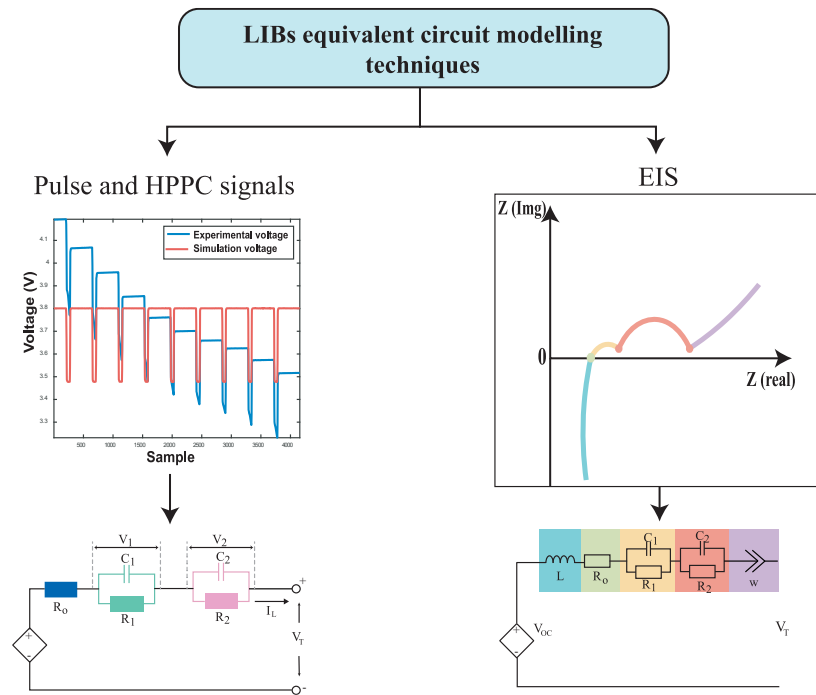 LIBs equivalent circuit modelling
techniques
Pulse and HPPC signals
EIS
Experimental voltage
Simulation voltage
Voltage (V)
4.1
4
3.9
3.8
3.7
3.6
3.5
3.4
3.3
500
1000
1500
2000
2500
3000
3500
4000
Sample
Z (Img)
0
Z (real)
V1
V2
C1
C2
Ro
R1
R2
IL
+
VT
-
+
-
L
Ro
C1
R1
C2
R2
w
VOC
+
-
VT